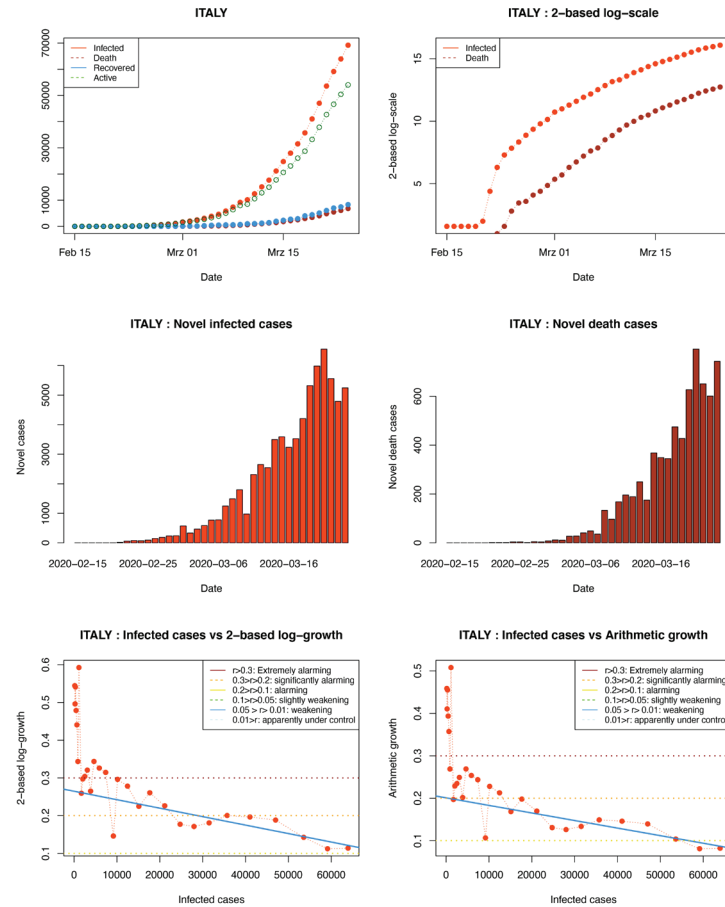 ITALY
70000
50000
30000
10000
0
Infected
Death
Recovered
Active
Feb 15
Mrz 01
Mrz 15
Date
ITALY : 2−based log−scale
2−based log−scale
15
10
5
Infected
Death
Feb 15
Mrz 01
Mrz 15
Date
ITALY : Novel infected cases
Novel cases
5000
3000
1000
0
2020−02−15
2020−02−25
2020−03−06
2020−03−16
Date
ITALY : Novel death cases
Novel death cases
600
400
200
0
2020−02−15
2020−02−25
2020−03−06
2020−03−16
Date
ITALY : Infected cases vs 2−based log−growth
2−based log−growth
0.6
0.5
0.4
0.3
0.2
0.1
r>0.3: Extremely alarming
0.3>r>0.2: significantly alarming
0.2>r>0.1: alarming
0.1>r>0.05: slightly weakening
0.05 > r> 0.01: weakening
0.01>r: apparently under control
0
10000
20000
30000
40000
50000
60000
Infected cases
ITALY : Infected cases vs Arithmetic growth
Arithmetic growth
0.5
0.4
0.3
0.2
0.1
r>0.3: Extremely alarming
0.3>r>0.2: significantly alarming
0.2>r>0.1: alarming
0.1>r>0.05: slightly weakening
0.05 > r> 0.01: weakening
0.01>r: apparently under control
0
10000
20000
30000
40000
50000
60000
Infected cases